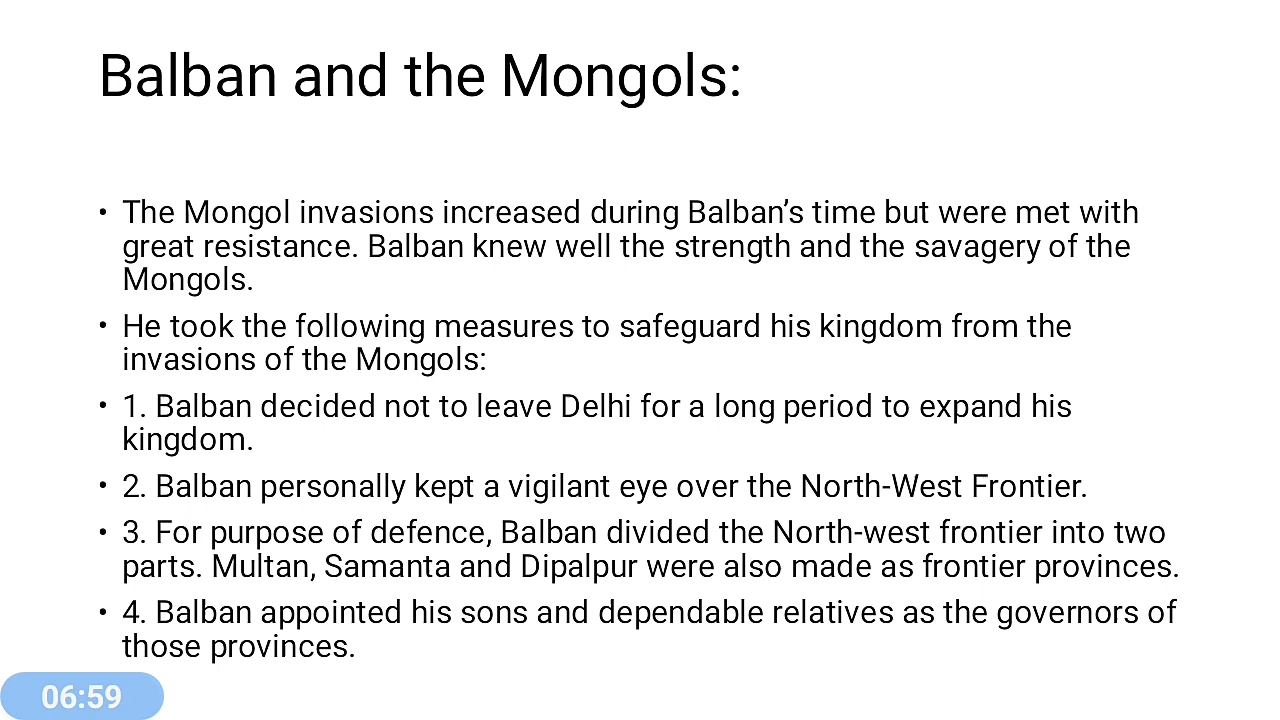 Balban and the Mongols:
• The Mongol invasions increased during Balban’s time but were met with
great resistance. Balban knew well the strength and the savagery of the
Mongols.
• He took the following measures to safeguard his kingdom from the
invasions of the Mongols:
• 1. Balban decided not to leave Delhi for a long period to expand his
kingdom.
• 2. Balban personally kept a vigilant eye over the North-West Frontier.
• 3. For purpose of defence, Balban divided the North-west frontier into two
parts. Multan, Samanta and Dipalpur were also made as frontier provinces.
• 4. Balban appointed his sons and dependable relatives as the governors of
those provinces.
06:59